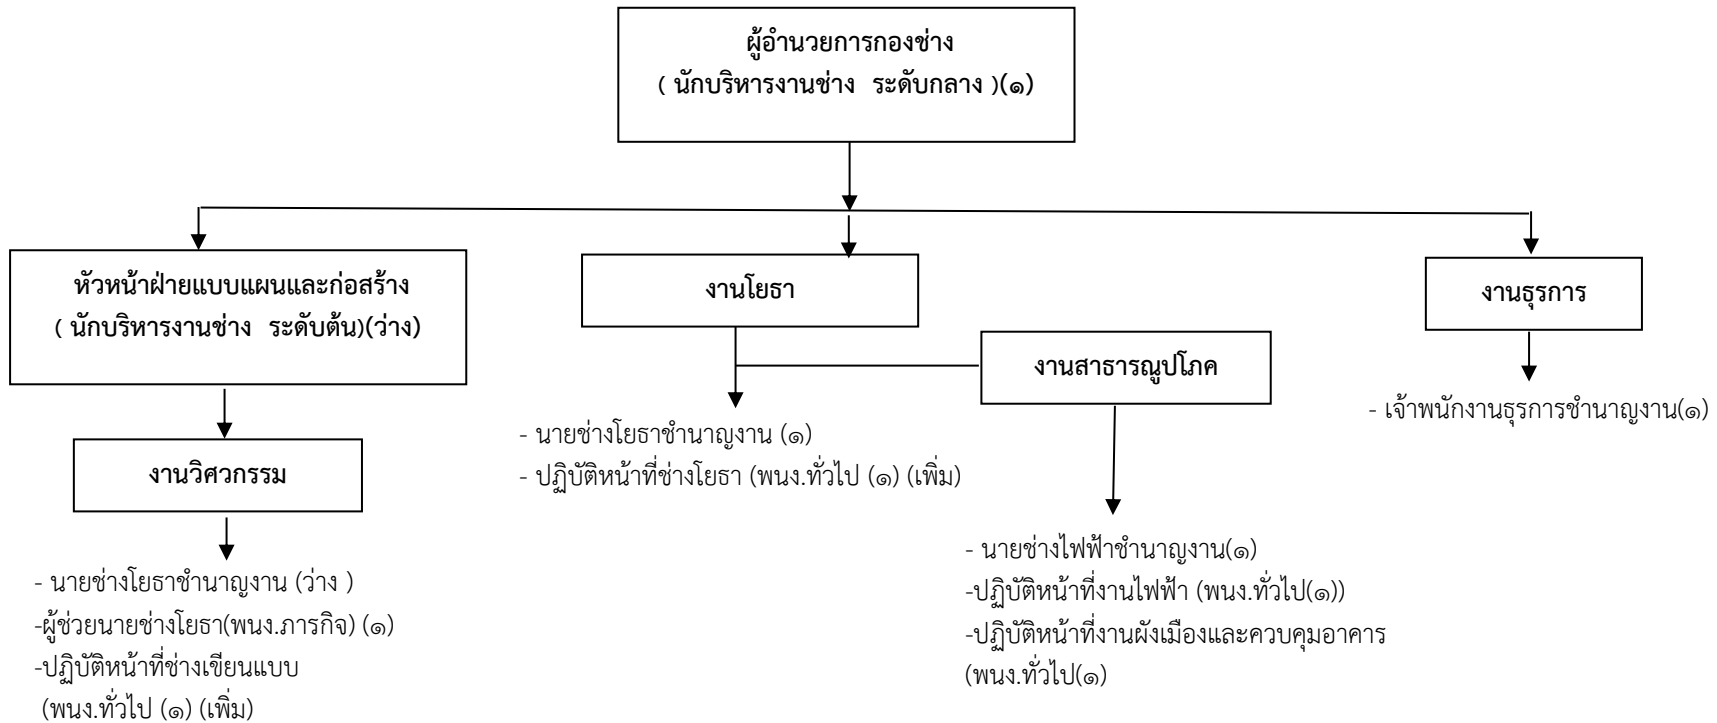 ผู้อำนวยการกองช่าง
( นักบริหารงานช่าง ระดับกลาง )(๑)
หัวหน้าฝ่ายแบบแผนและก่อสร้าง
( นักบริหารงานช่าง ระดับต้น)(ว่าง)
งานวิศวกรรม
- นายช่างโยธาชำนาญงาน (ว่าง )
-ผู้ช่วยนายช่างโยธา(พนง.ภารกิจ) (๑)
-ปฏิบัติหน้าที่ช่างเขียนแบบ
(พนง.ทั่วไป (๑) (เพิ่ม)
งานโยธา
- นายช่างโยธาชำนาญงาน (๑)
- ปฏิบัติหน้าที่ช่างโยธา (พนง.ทั่วไป (๑) (เพิ่ม)
งานสาธารณูปโภค
- นายช่างไฟฟ้าชำนาญงาน(๑)
-ปฏิบัติหน้าที่งานไฟฟ้า (พนง.ทั่วไป(๑))
-ปฏิบัติหน้าที่งานผังเมืองและควบคุมอาคาร
(พนง.ทั่วไป(๑)
งานธุรการ
- เจ้าพนักงานธุรการชำนาญงาน(๑)